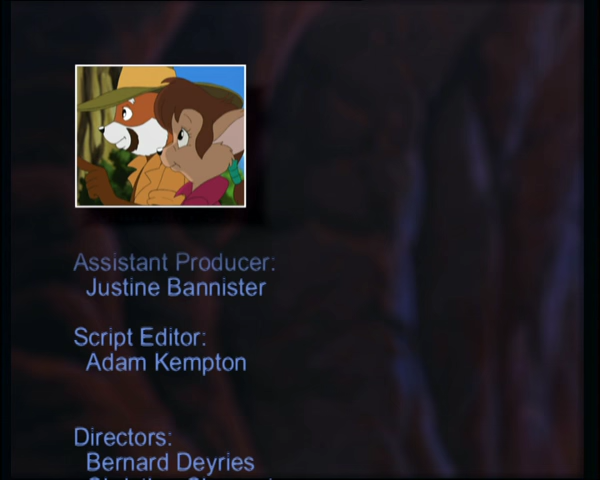 Assistant Producer:
Justine Bannister
Script Editor:
Adam Kempton
Directors:
Bernard Deyries